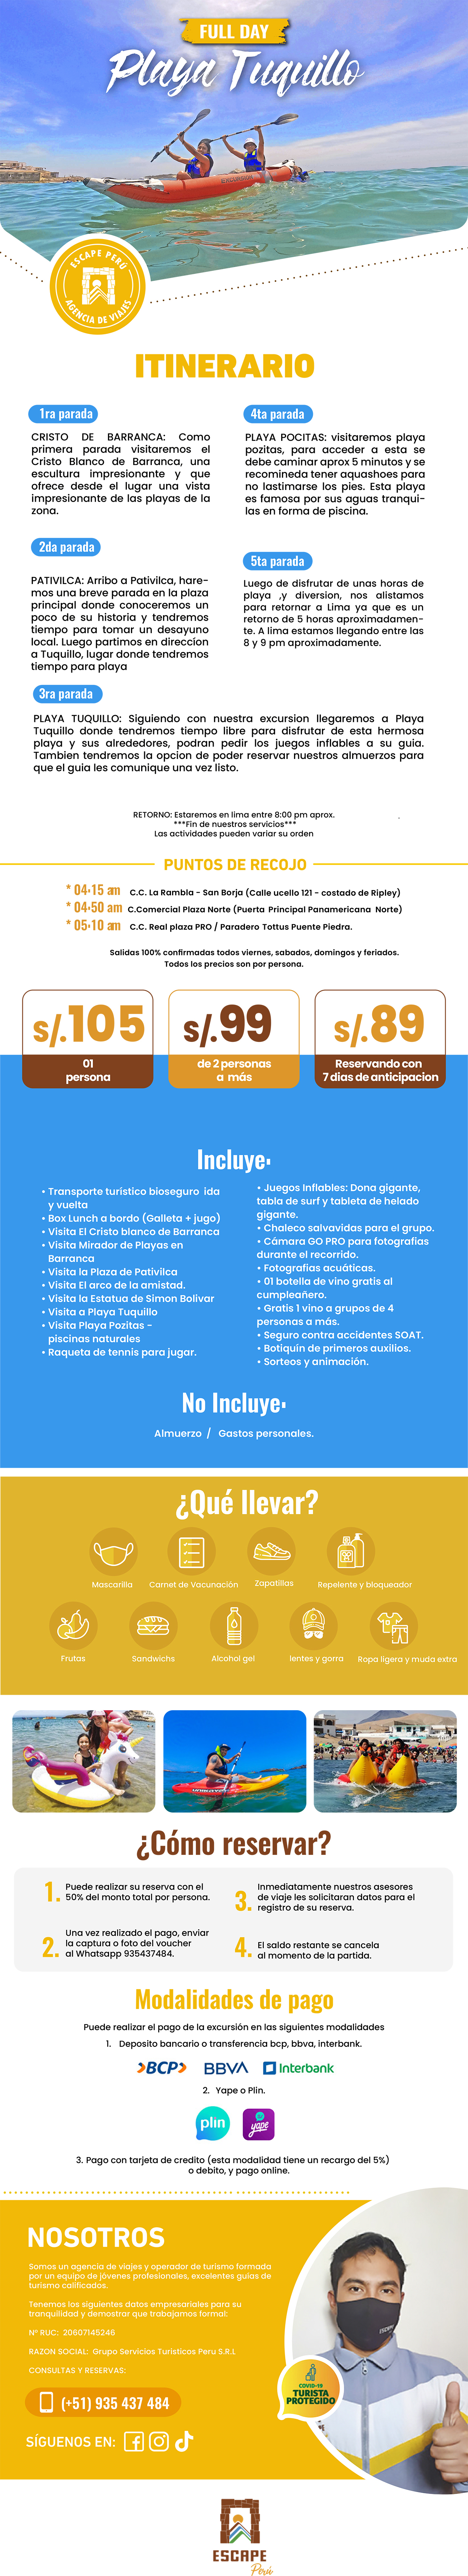 FULL DAY
Playa Tuquillo
ESCAPE PERÚ
AGENCIA DE VIAJES
ITINERARIO
1ra parada
CRISTO DE BARRANCA: Como
primera parada visitaremos el
Cristo Blanco de Barranca, una
escultura impresionante y que
ofrece desde el lugar una vista
impresionante de las playas de la
zona.
2da parada
PATIVILCA: Arribo a Pativilca, hare-
mos una breve parada en la plaza
principal donde conoceremos un
poco de su historia y tendremos
tiempo para tomar un desayuno
local. Luego partimos en direccíon
a Tuquillo, lugar donde tendremos
tiempo para playa
4ta parada
PLAYA POCITAS: visitaremos playa
pozitas, para acceder a esta se
debe caminar aprox 5 minutos y se
recomineda tener aquashoes para
no lastimarse los pies. Esta playa
es famosa por sus aguas tranqui-
las en forma de piscina.
5ta parada
Luego de disfrutar de unas horas de
playa ,y diversion, nos alistamos
para retornar a Lima ya que es un
retorno de 5 horas aproximadamen-
te. A lima estamos llegando entre las
8 y 9 pm aproximadamente.
3ra parada
PLAYA TUQUILLO: Siguiendo con nuestra excursion llegaremos a Playa
Tuquillo donde tendremos tiempo libre para disfrutar de esta hermosa
playa y sus alrededores, podran pedir los juegos inflables a su guia.
Tambien tendremos la opcion de poder reservar nuestros almuerzos para
que el guia les comunique una vez listo.
RETORNO: Estaremos en lima entre 8:00 pm aprox.
***Fin de nuestros servicios***
Las actividades pueden variar su orden
PUNTOS DE RECOJO
* 04:15 am C.C. La Rambla - San Borja (Calle ucello 121 - costado de Ripley)
* 04:50 am C.Comercial Plaza Norte (Puerta Principal Panamericana Norte)
* 05:10 am C.C. Real plaza PRO / Paradero Tottus Puente Piedra.
Salidas 100% confirmadas todos viernes, sabados, domingos y feriados.
Todos los precios son por persona.
S/.105
01
persona
S/.99
de 2 personas
a más
S/.89
Reservando con
7 dias de anticipacion
Incluye:
• Transporte turístico bioseguro ida
y vuelta
• Box Lunch a bordo (Galleta + jugo)
• Visita El Cristo blanco de Barranca
• Visita Mirador de Playas en
Barranca
• Visita la Plaza de Pativilca
• Visita El arco de la amistad.
• Visita la Estatua de Simon Bolivar
• Visita a Playa Tuquillo
• Visita Playa Pozitas -
piscinas naturales
• Raqueta de tennis para jugar.
• Juegos Inflables: Dona gigante,
tabla de surf y tableta de helado
gigante.
• Chaleco salvavidas para el grupo.
• Cámara GO PRO para fotografias
durante el recorrido.
• Fotografias acuáticas.
• 01 botella de vino gratis al
cumpleañero.
• Gratis 1 vino a grupos de 4
personas a más.
• Seguro contra accidentes SOAT.
• Botiquín de primeros auxilios.
• Sorteos y animación.
No Incluye:
Almuerzo / Gastos personales.
¿Qué llevar?
Mascarilla
Carnet de Vacunación
Zapatillas
Repelente y bloqueador
Frutas
Sandwichs
Alcohol gel
lentes y gorra
Ropa ligera y muda extra
¿Cómo reservar?
1. Puede realizar su reserva con el
50% del monto total por persona.
2. Una vez realizado el pago, enviar
la captura o foto del voucher
al Whatsapp 935437484.
3. Inmediatamente nuestros asesores
de viaje les solicitaran datos para el
registro de su reserva.
4. El saldo restante se cancela
al momento de la partida.
Modalidades de pago
Puede realizar el pago de la excursión en las siguientes modalidades
1. Deposito bancario o transferencia bcp, bbva, interbank.
BCP BBVA Interbank
2. Yape o Plin.
plin yape
3. Pago con tarjeta de credito (esta modalidad tiene un recargo del 5%)
o debito, y pago online.
NOSOTROS
Somos un agencia de viajes y operador de turismo formada
por un equipo de jóvenes profesionales, excelentes guías de
turismo calificados.
Tenemos los siguientes datos empresariales para su
tranquilidad y demostrar que trabajamos formal:
Nº RUC: 20607145246
RAZON SOCIAL: Grupo Servicios Turisticos Peru S.R.L
CONSULTAS Y RESERVAS:
(+51) 935 437 484
SÍGUENOS EN:
COVID-19
TURISTA
PROTEGIDO
ESCAPE
Perú